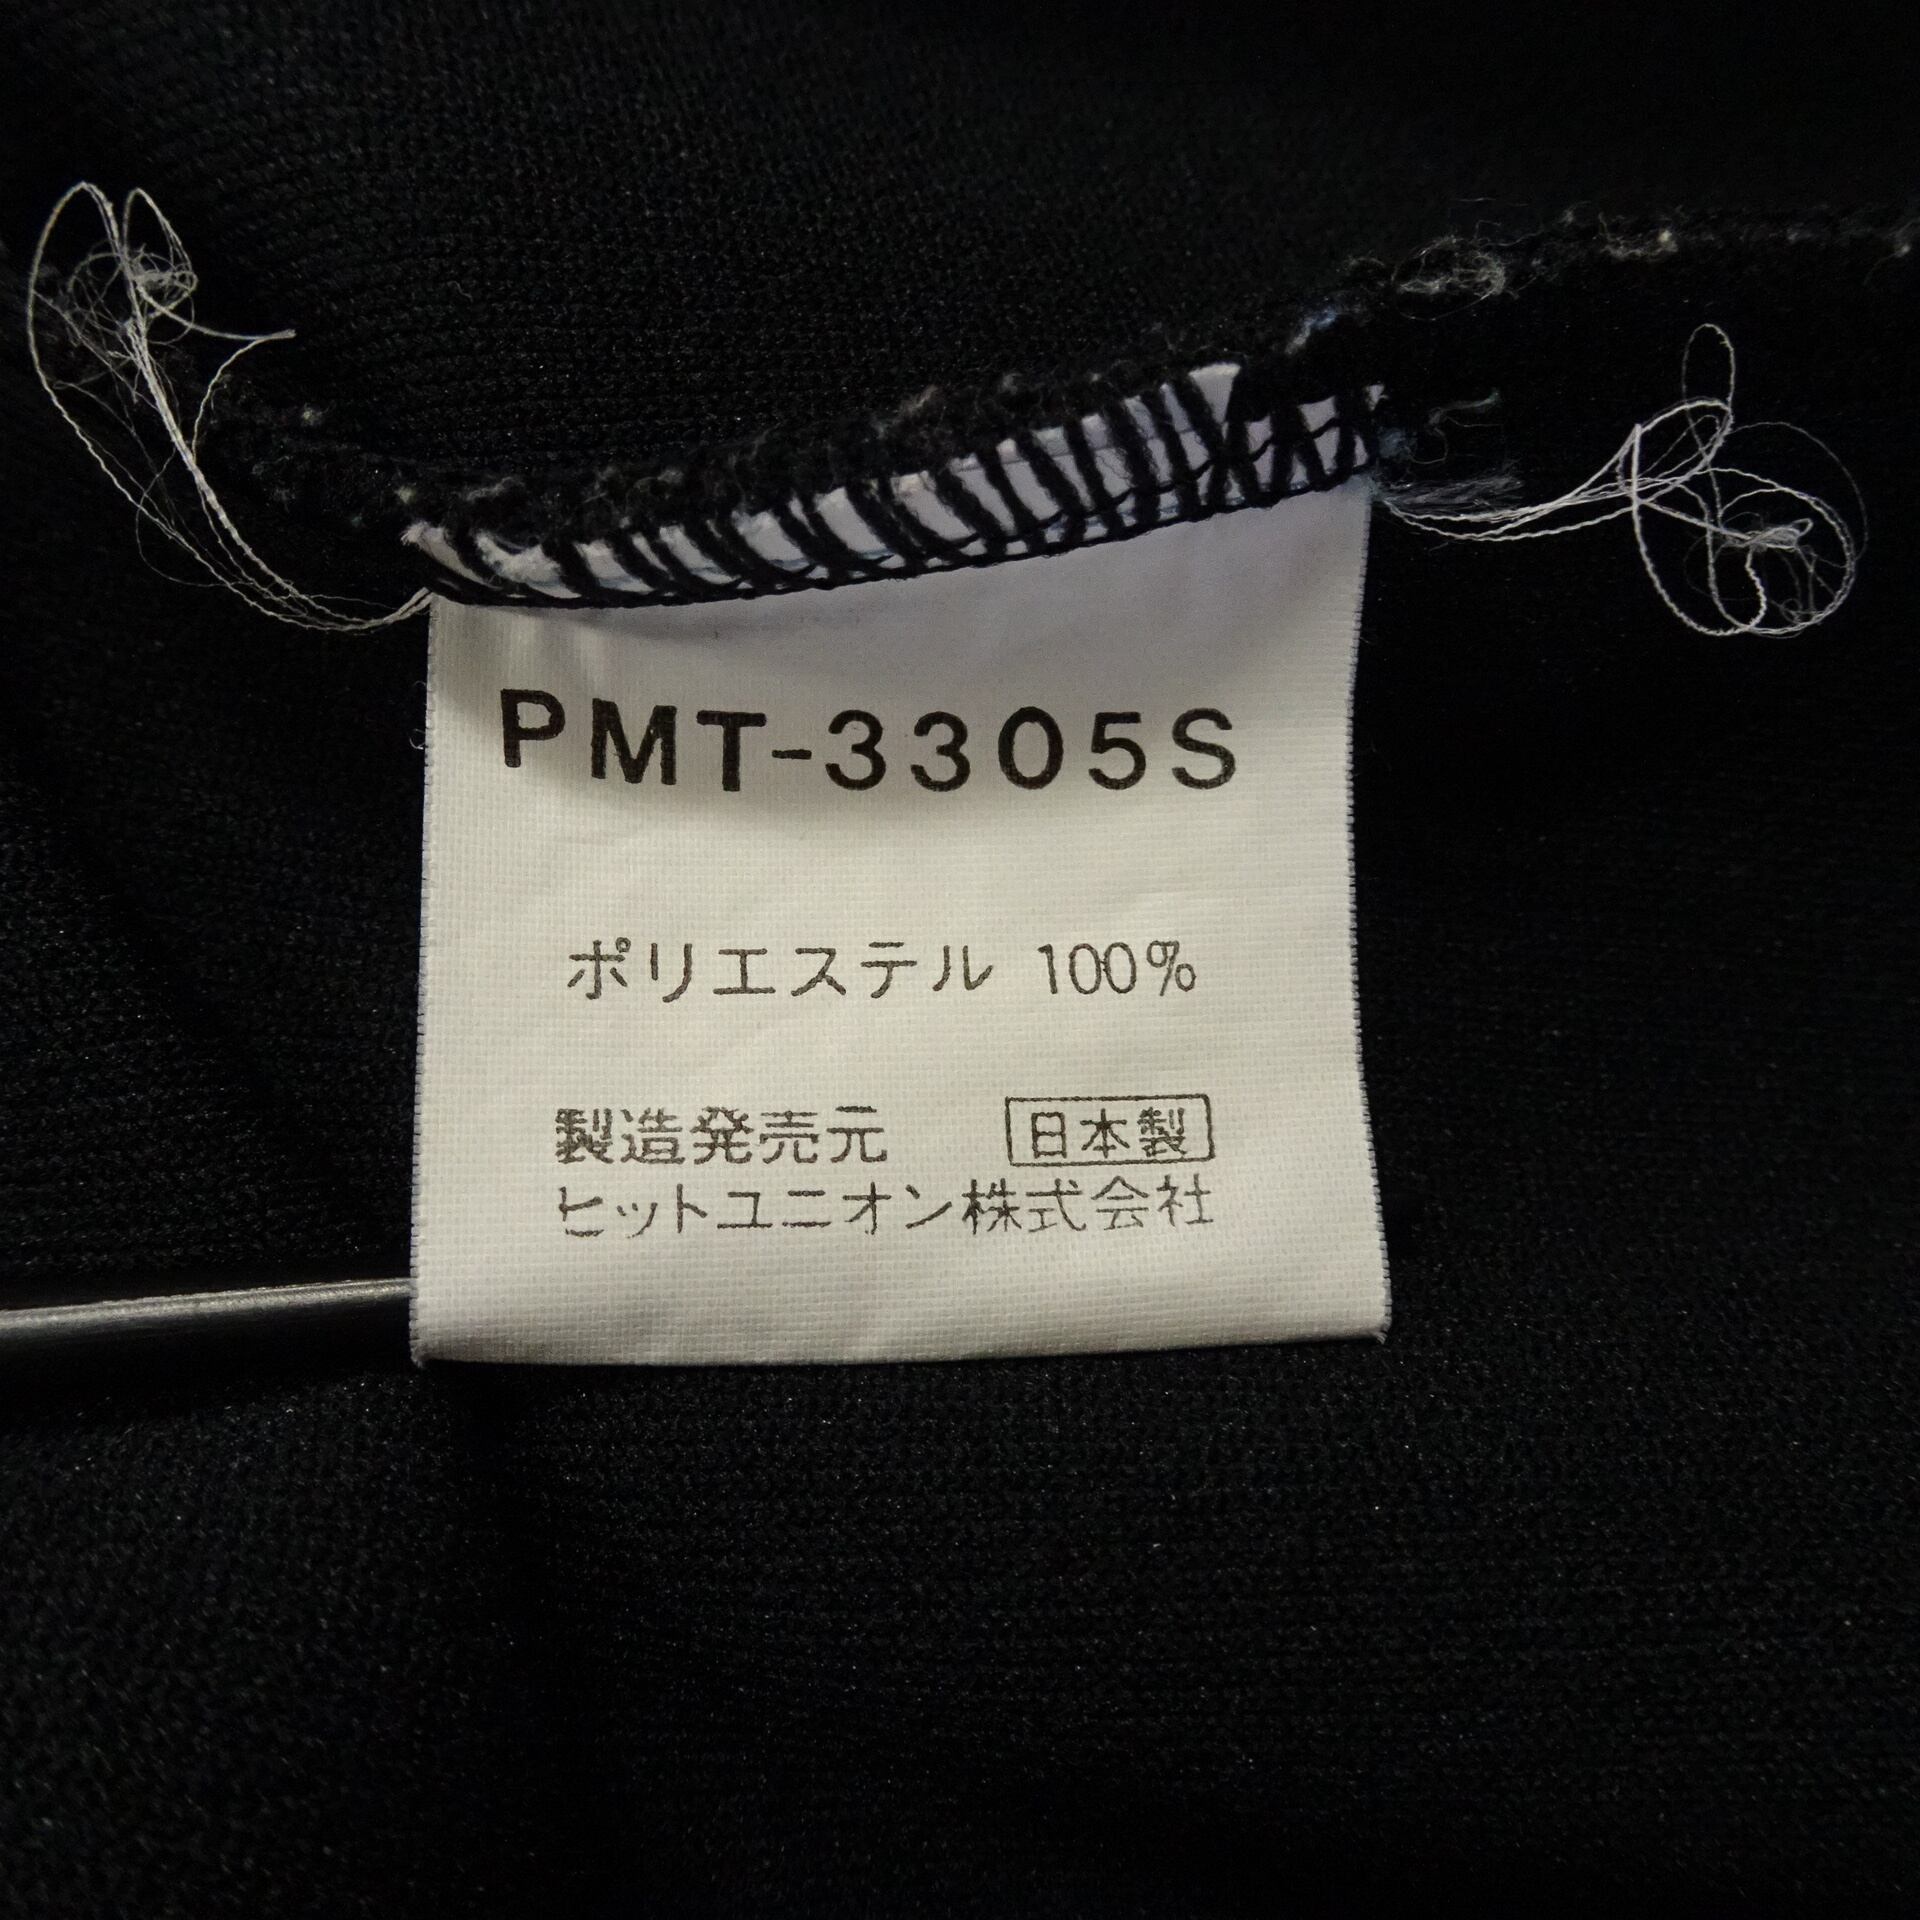 PMT-3305S
ポリエステル 100%
製造発売元 日本製
ヒットユニオン株式会社